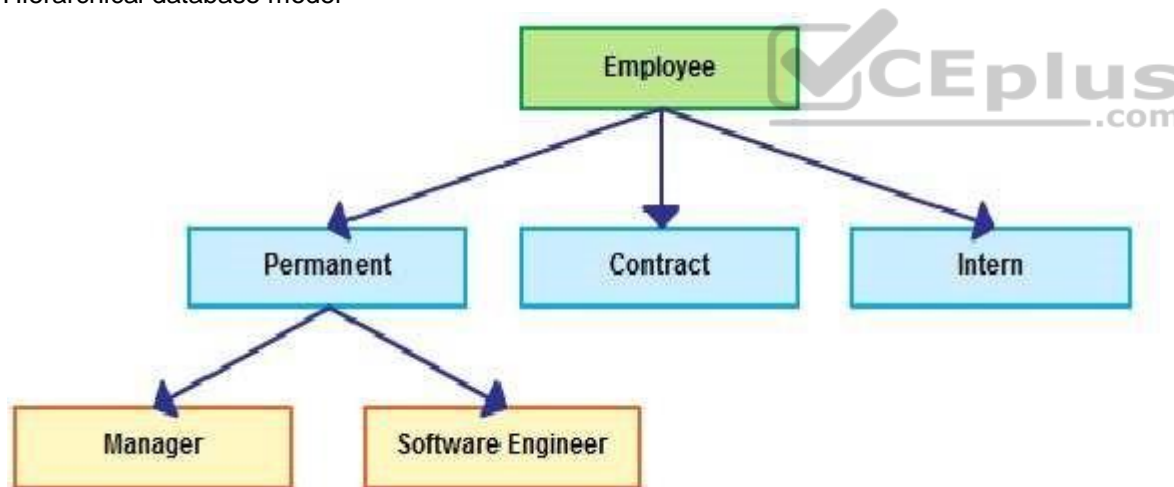 Hierarchical database model
Employee
VCEplus
.com
Permanent
Contract
Intern
Manager
Software Engineer